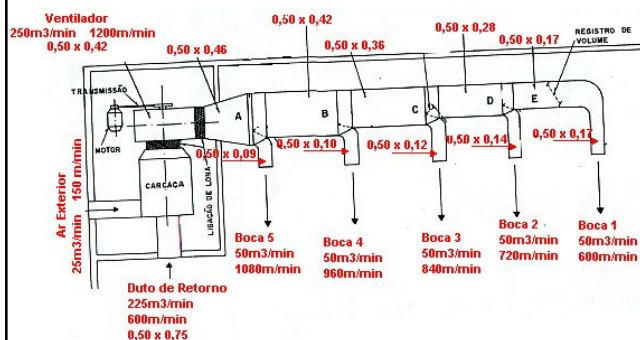 Ventilador
250m3/min 1200m/min
0,50 x 0,42
0,50 x 0,46
0,50 x 0,42
0,50 x 0,36
0,50 x 0,28
0,50 x 0,17
REGISTRO DE
VOLUME
TRANSMISSÃO
MOTOR
CARCAÇA
LIGAÇÃO DE LONA
A
B
C
D
E
0,50 x 0,09
0,50 x 0,10
0,50 x 0,12
0,50 x 0,14
0,50 x 0,17
Ar Exterior
25m3/min 150 m/min
Duto de Retorno
225m3/min
600m/min
0,50 x 0,75
Boca 5
50m3/min
1080m/min
Boca 4
50m3/min
960m/min
Boca 3
50m3/min
840m/min
Boca 2
50m3/min
720m/min
Boca 1
50m3/min
600m/min